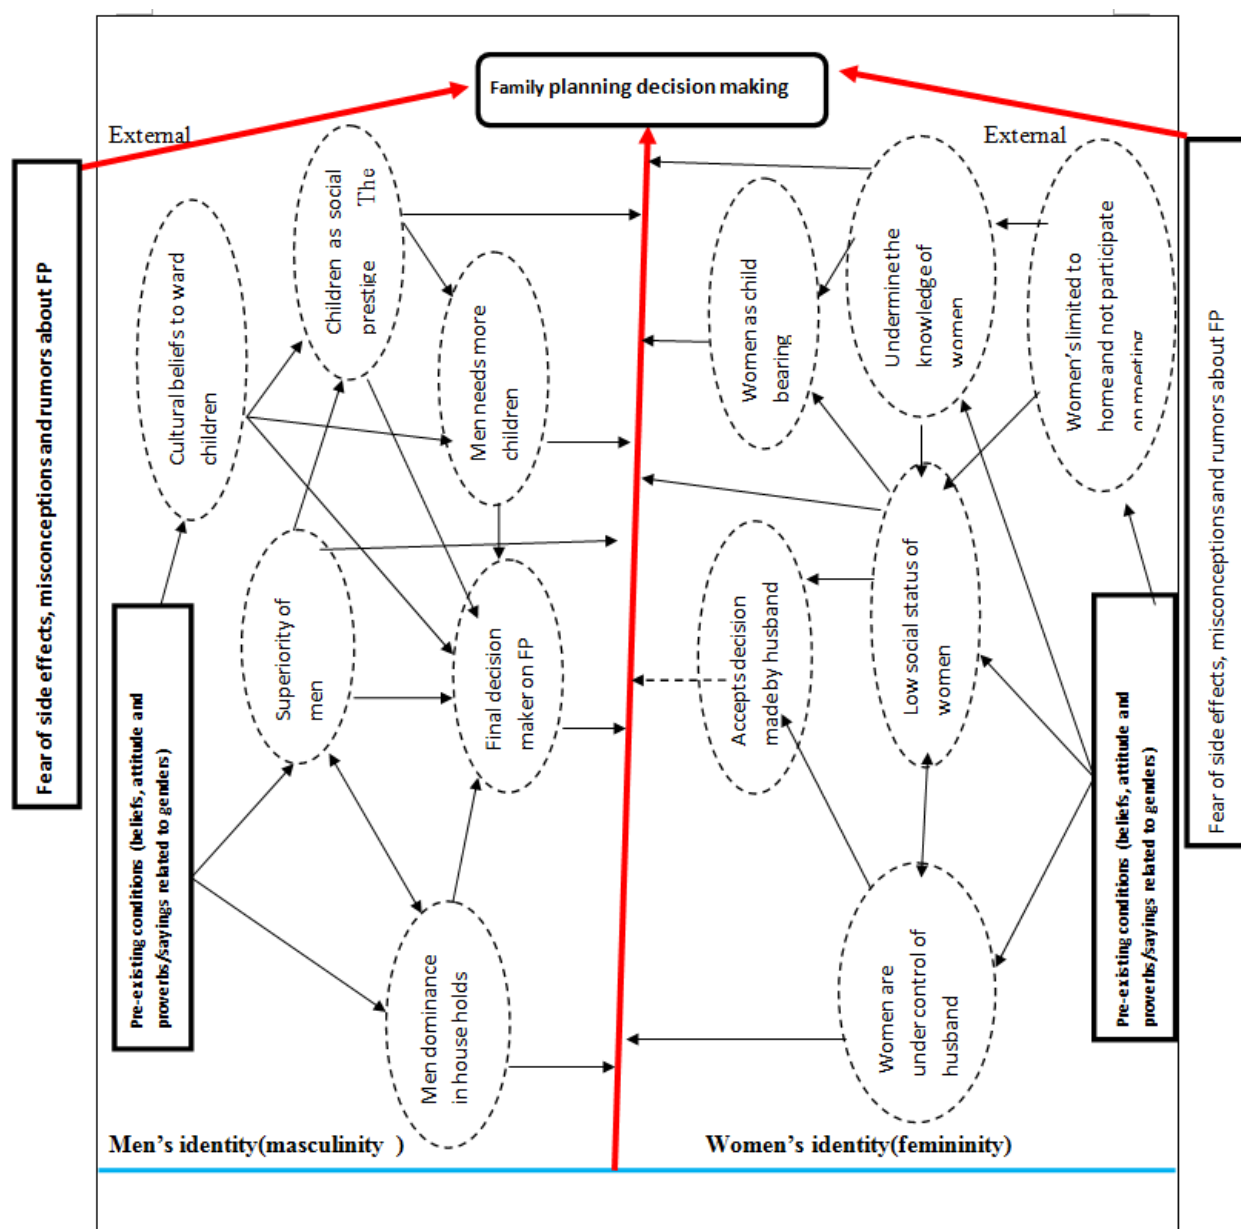 Family planning decision making
External
External
Fear of side effects, misconceptions and rumors about FP
Cultural beliefs to ward
children
Children as social The
prestige
Men needs more
children
Superiority of
men
Final decision
maker on FP
Pre-existing conditions (beliefs, attitude and
proverbs/sayings related to genders)
Men dominance
in house holds
Women as child
bearing
Undermine the
knowledge of
women
Women's limited to
home and not participate
on meeting
Accepts decision
made by husband
Low social status of
women
Women are
under control of
husband
Pre-existing conditions (beliefs, attitude and
proverbs/sayings related to genders)
Fear of side effects, misconceptions and rumors about FP
Men's identity(masculinity )
Women's identity(femininity)